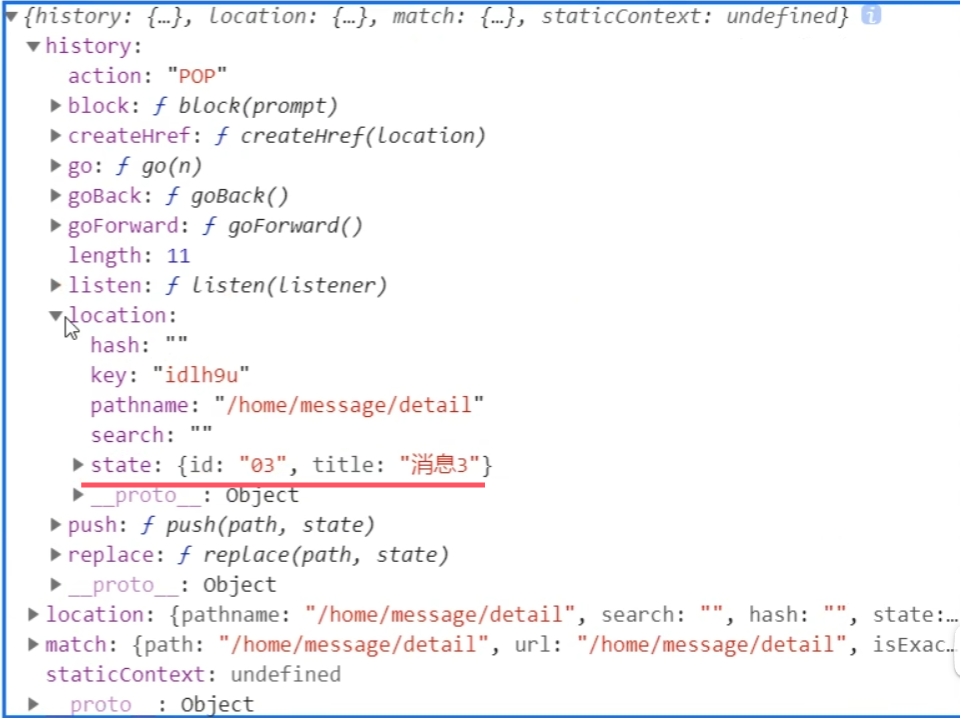 {history: {…}, location: {…}, match: {…}, staticContext: undefined} i
history:
action: "POP"
block: ƒ block(prompt)
createHref: ƒ createHref(location)
go: ƒ go(n)
goBack: ƒ goBack()
goForward: ƒ goForward()
length: 11
listen: ƒ listen(listener)
location:
hash: ""
key: "idlh9u"
pathname: "/home/message/detail"
search: ""
state: {id: "03", title: "消息3"}
__proto__: Object
push: ƒ push(path, state)
replace: ƒ replace(path, state)
__proto__: Object
location: {pathname: "/home/message/detail", search: "", hash: "", state:…
match: {path: "/home/message/detail", url: "/home/message/detail", isExac…
staticContext: undefined
__proto__: Object